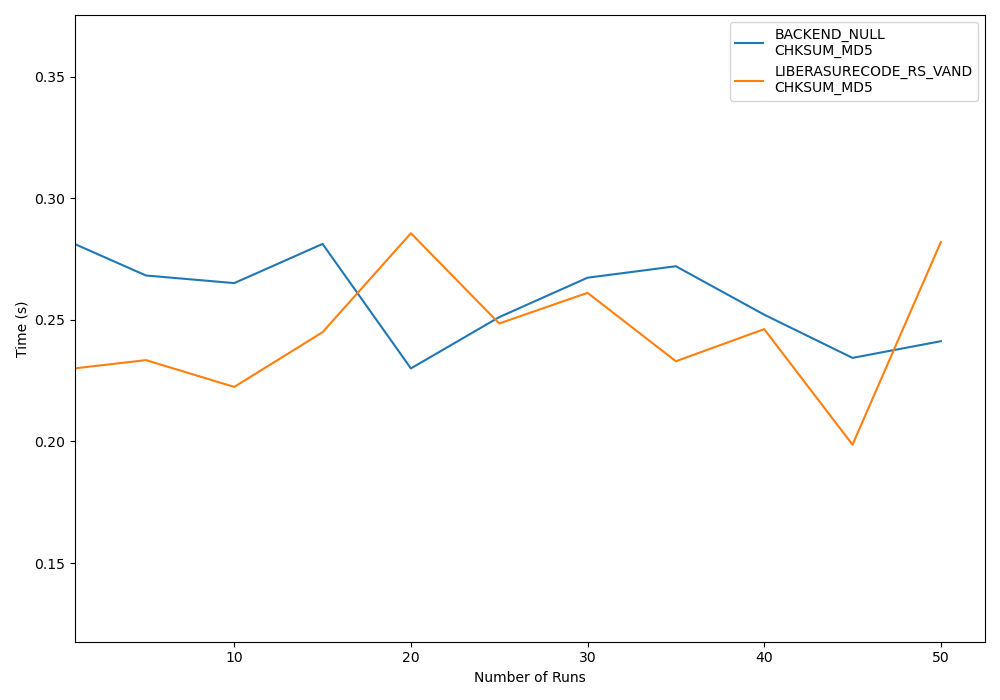 BACKEND_NULL
CHKSUM_MD5
LIBERASURECODE_RS_VAND
CHKSUM_MD5
0.35
0.30
0.25
0.20
0.15
Time (s)
10 20 30 40 50
Number of Runs